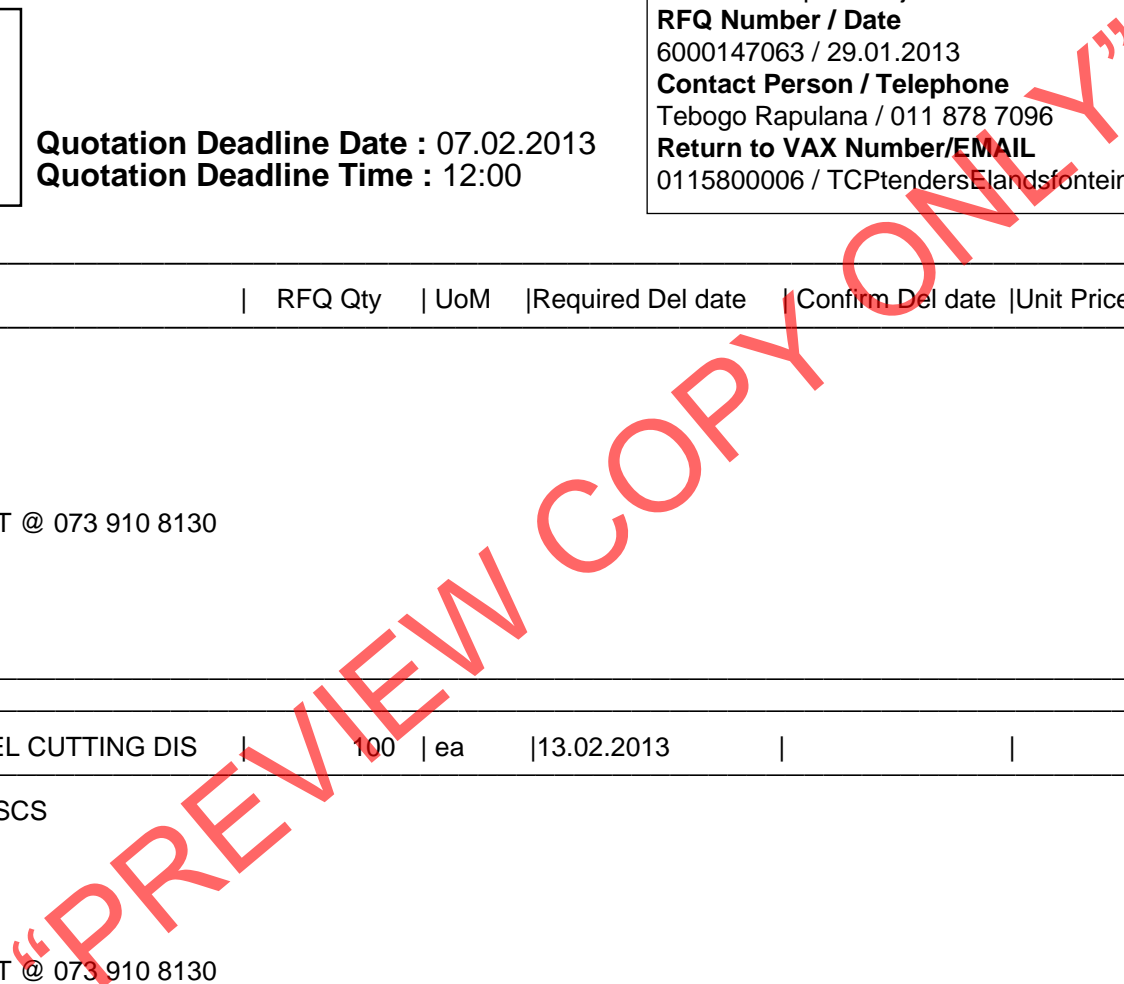 RFQ Number / Date
6000147063 / 29.01.2013
Contact Person / Telephone
Tebogo Rapulana / 011 878 7096
Return to VAX Number/EMAIL
0115800006 / TCPtendersElandsfontein
Quotation Deadline Date : 07.02.2013
Quotation Deadline Time : 12:00
| RFQ Qty | UoM |Required Del date | Confirm Del date |Unit Price
T @ 073 910 8130
EL CUTTING DIS | 100 | ea |13.02.2013 | |
SCS
T @ 073 910 8130
“PREVIEW COPY ONLY”